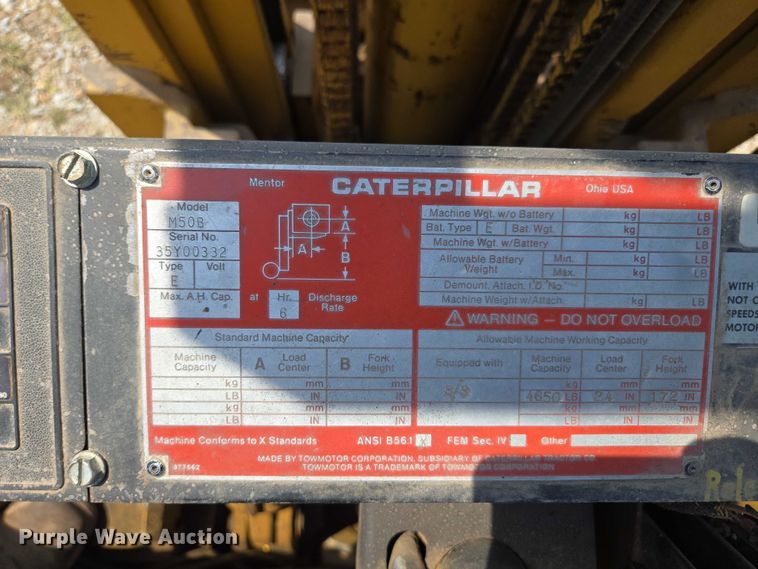 Mentor CATERPILLAR Ohio USA
Model
M50B
Serial No.
35Y00332
Type Volt
E
Max. A.H. Cap. at Hr. Discharge Rate
6
A
A
B
Machine Wgt. w/o Battery kg LB
Bat. Type E Bat. Wgt. kg LB
Machine Wgt. w/Battery kg LB
Allowable Battery Weight Min. kg LB
Max. kg LB
Demount. Attach. I.D. No.
Machine Weight w/Attach. kg LB
WARNING – DO NOT OVERLOAD
Standard Machine Capacity
Machine Capacity A Load Center B Fork Height
kg mm mm
LB IN IN
kg mm mm
LB IN IN
Allowable Machine Working Capacity
Equipped with Machine Capacity Load Center Fork Height
kg mm mm
S/S 4650 LB 24 IN 172 IN
kg mm mm
LB IN IN
Machine Conforms to X Standards ANSI B56.1 X FEM Sec. IV Other
MADE BY TOWMOTOR CORPORATION, SUBSIDIARY OF CATERPILLAR TRACTOR CO.
TOWMOTOR IS A TRADEMARK OF TOWMOTOR CORPORATION
WITH
NOT O
SPEEDS
MOTOR
Purple Wave Auction